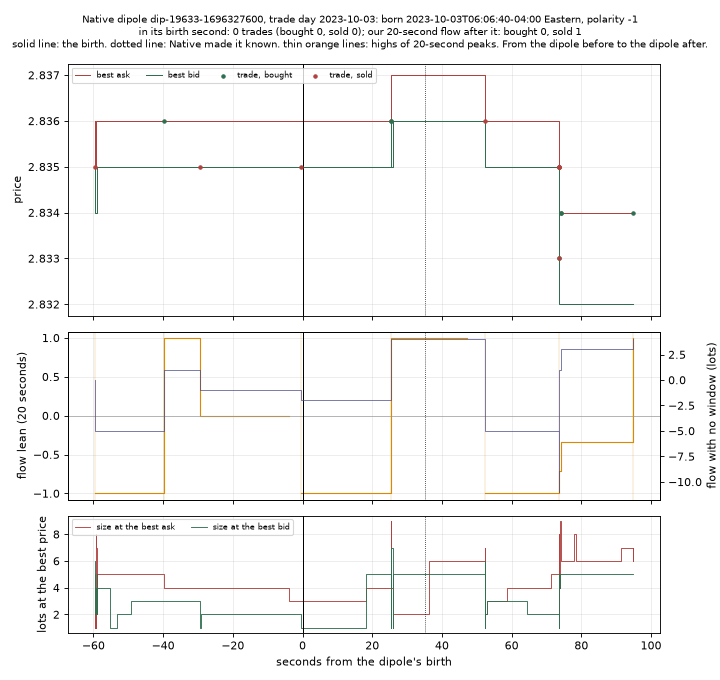 Native dipole dip-19633-1696327600, trade day 2023-10-03: born 2023-10-03T06:06:40-04:00 Eastern, polarity -1
in its birth second: 0 trades (bought 0, sold 0); our 20-second flow after it: bought 0, sold 1
solid line: the birth. dotted line: Native made it known. thin orange lines: highs of 20-second peaks. From the dipole before to the dipole after.
best ask
best bid
trade, bought
trade, sold
2.837
2.836
2.835
2.834
2.833
2.832
price
1.0
0.5
0.0
−0.5
−1.0
flow lean (20 seconds)
2.5
0.0
−2.5
−5.0
−7.5
−10.0
flow with no window (lots)
size at the best ask
size at the best bid
8
6
4
2
lots at the best price
−60
−40
−20
0
20
40
60
80
100
seconds from the dipole's birth